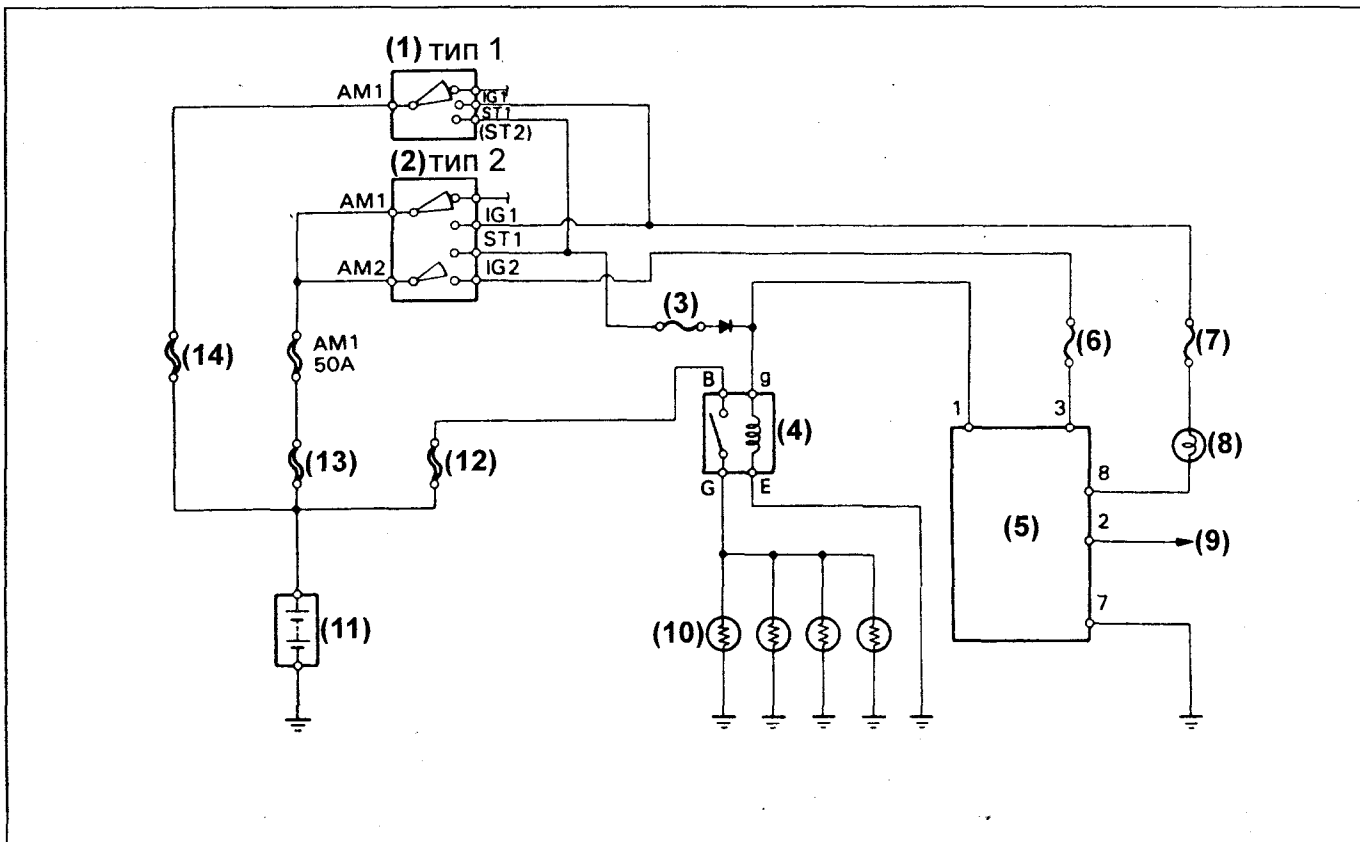 (1) тип 1
AM1
IG1
ST1
(ST2)
(2) тип 2
AM1
IG1
ST1
AM2
IG2
(3)
(14)
AM1
50A
(6)
(7)
B
g
(4)
1
3
(8)
(13)
(12)
G
E
8
(5)
2
(9)
(11)
(10)
7